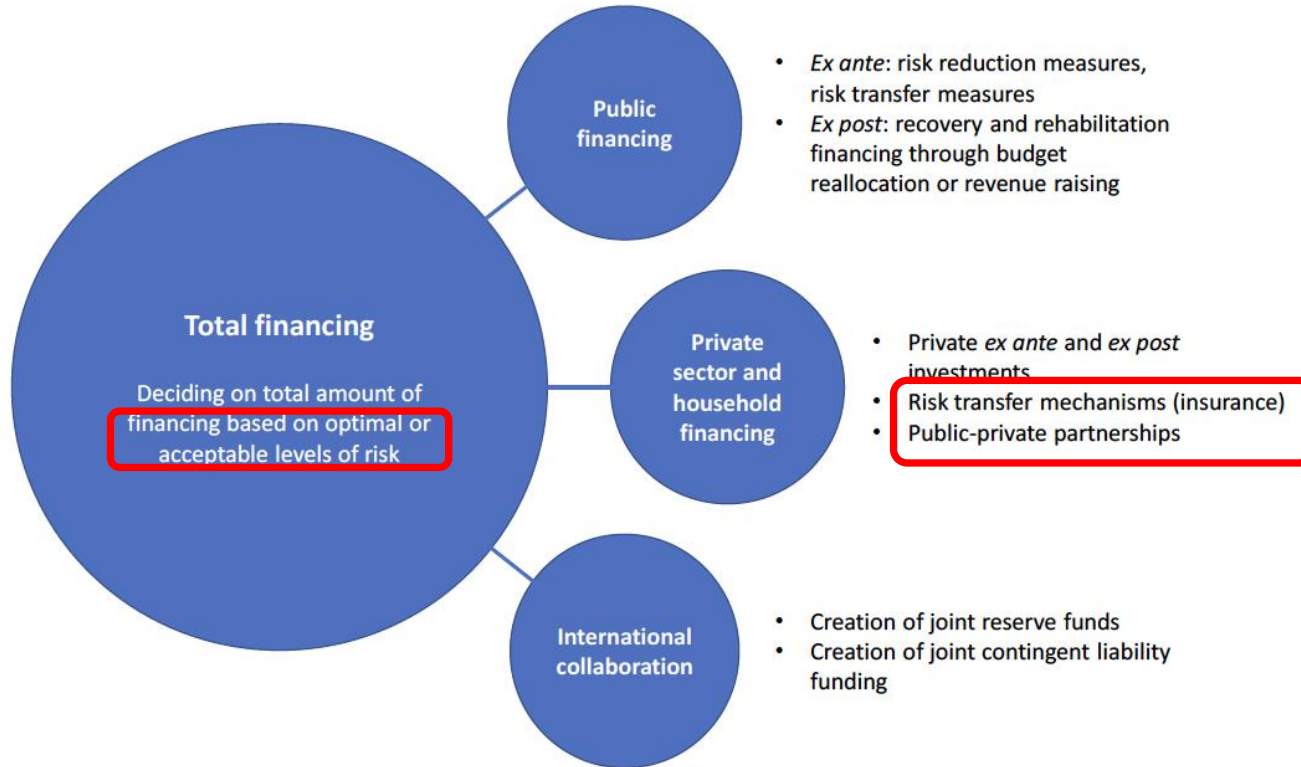 Public
financing
• Ex ante: risk reduction measures,
risk transfer measures
• Ex post: recovery and rehabilitation
financing through budget
reallocation or revenue raising
Total financing
Deciding on total amount of
financing based on optimal or
acceptable levels of risk
Private
sector and
household
financing
• Private ex ante and ex post
investments
• Risk transfer mechanisms (insurance)
• Public-private partnerships
International
collaboration
• Creation of joint reserve funds
• Creation of joint contingent liability
funding